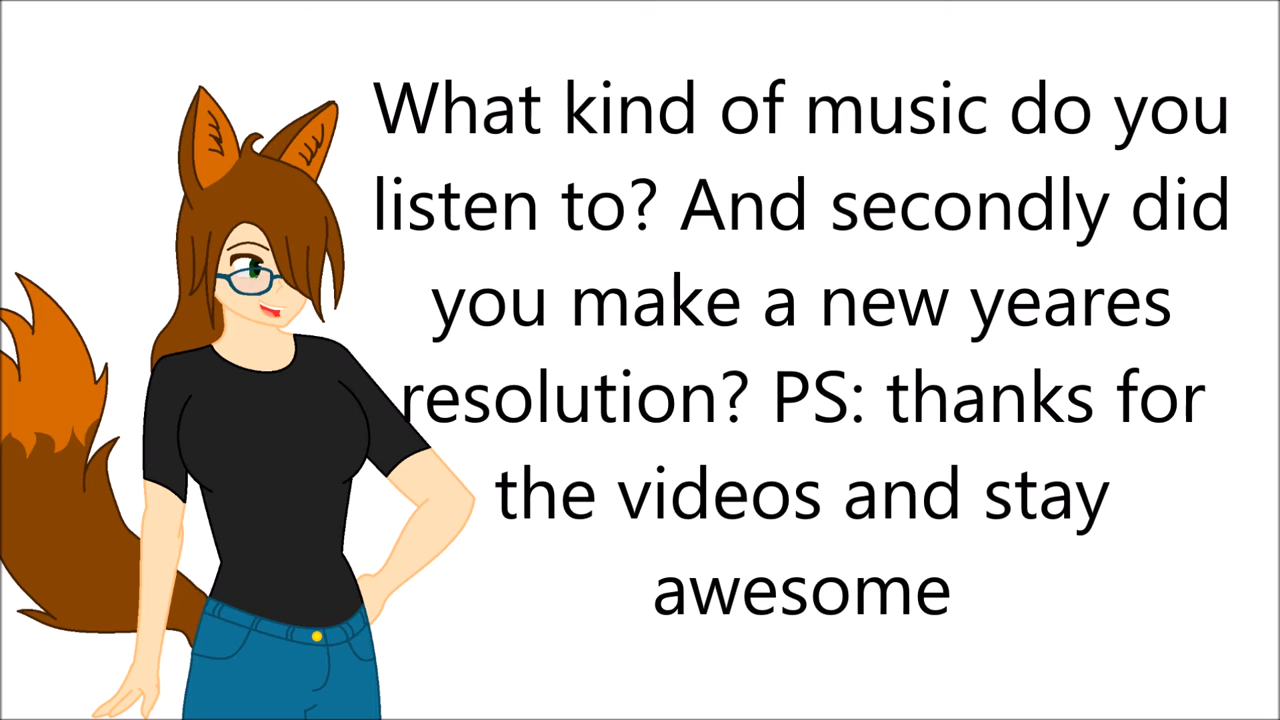 What kind of music do you
listen to? And secondly did
you make a new yeares
resolution? PS: thanks for
the videos and stay
awesome